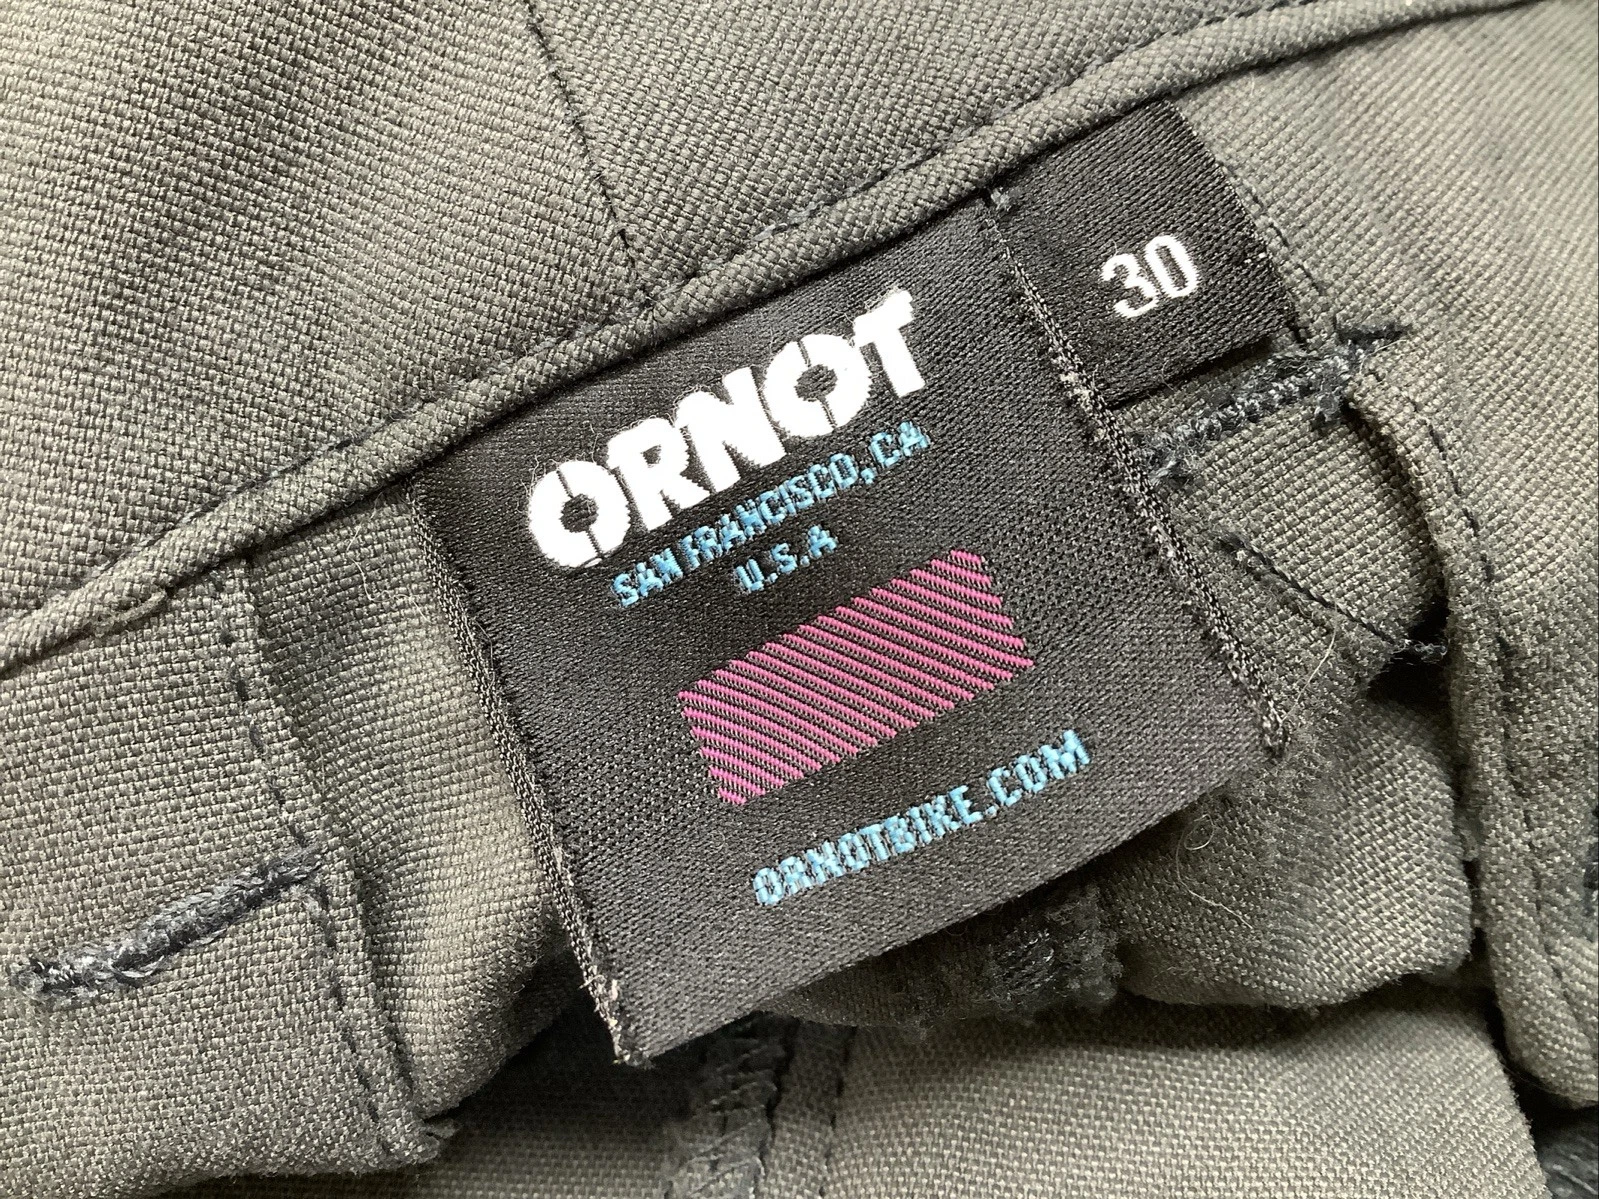 ORNOT
SAN FRANCISCO, CA
U.S.A
ORNOTBIKE.COM
30